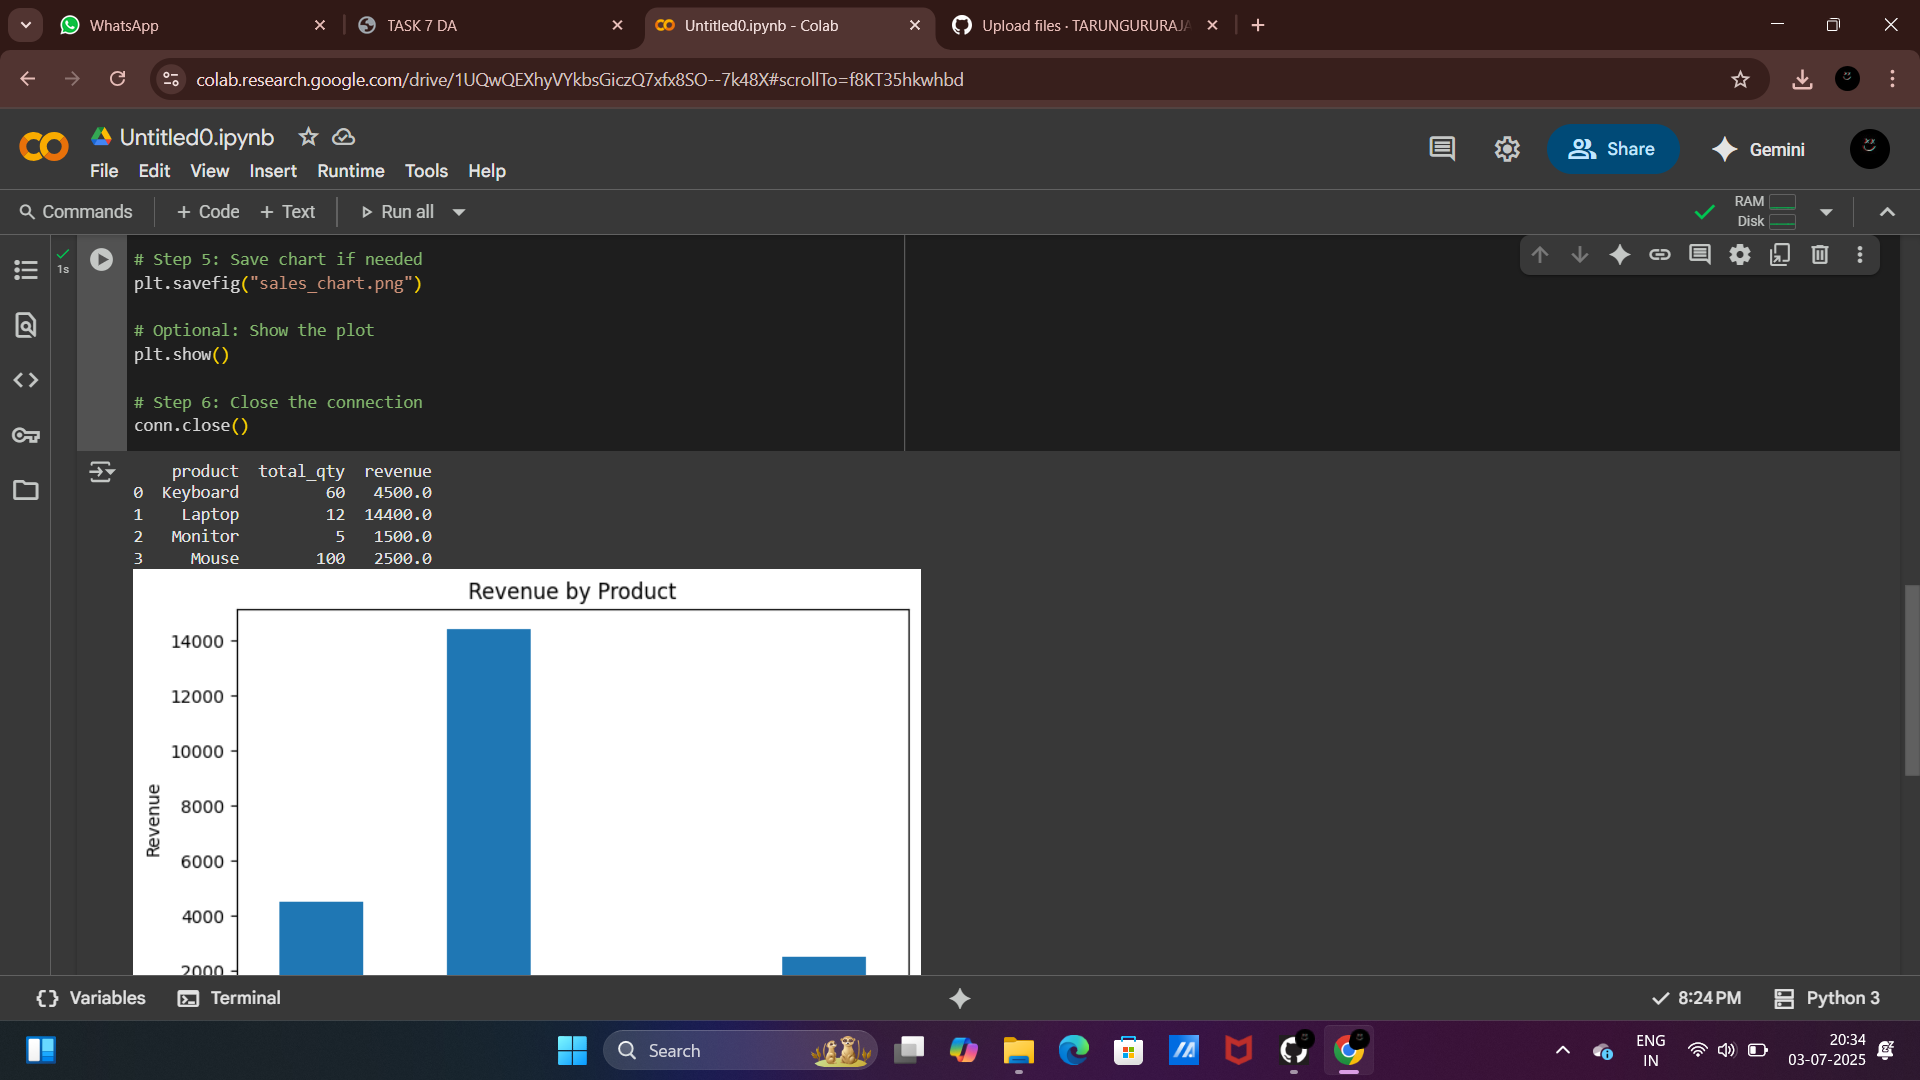 WhatsApp
TASK 7 DA
Untitled0.ipynb - Colab
Upload files · TARUNGURURAJA
colab.research.google.com/drive/1UQwQEXhyVYkbsGiczQ7xfx8SO--7k48X#scrollTo=f8KT35hkwhbd
Untitled0.ipynb
File Edit View Insert Runtime Tools Help
Share
Gemini
Commands + Code + Text Run all
RAM
Disk
1s
# Step 5: Save chart if needed
plt.savefig("sales_chart.png")
# Optional: Show the plot
plt.show()
# Step 6: Close the connection
conn.close()
product total_qty revenue
0 Keyboard 60 4500.0
1 Laptop 12 14400.0
2 Monitor 5 1500.0
3 Mouse 100 2500.0
Revenue by Product
14000
12000
10000
8000
6000
4000
2000
Revenue
Variables Terminal
8:24 PM Python 3
Search
ENG
IN
20:34
03-07-2025